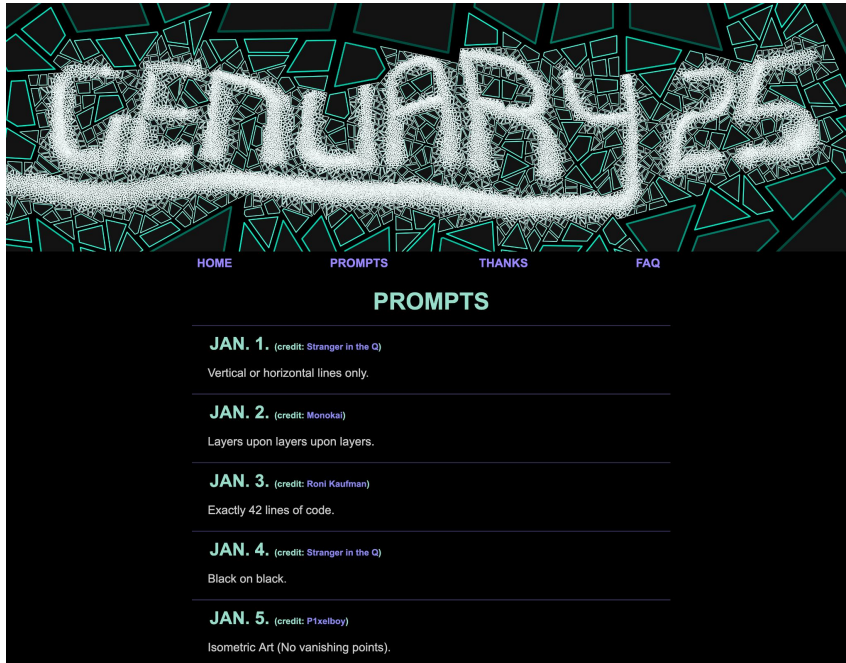 GENUARY 25
HOME PROMPTS THANKS FAQ
PROMPTS
JAN. 1. (credit: Stranger in the Q)
Vertical or horizontal lines only.
JAN. 2. (credit: Monokai)
Layers upon layers upon layers.
JAN. 3. (credit: Roni Kaufman)
Exactly 42 lines of code.
JAN. 4. (credit: Stranger in the Q)
Black on black.
JAN. 5. (credit: P1xelboy)
Isometric Art (No vanishing points).